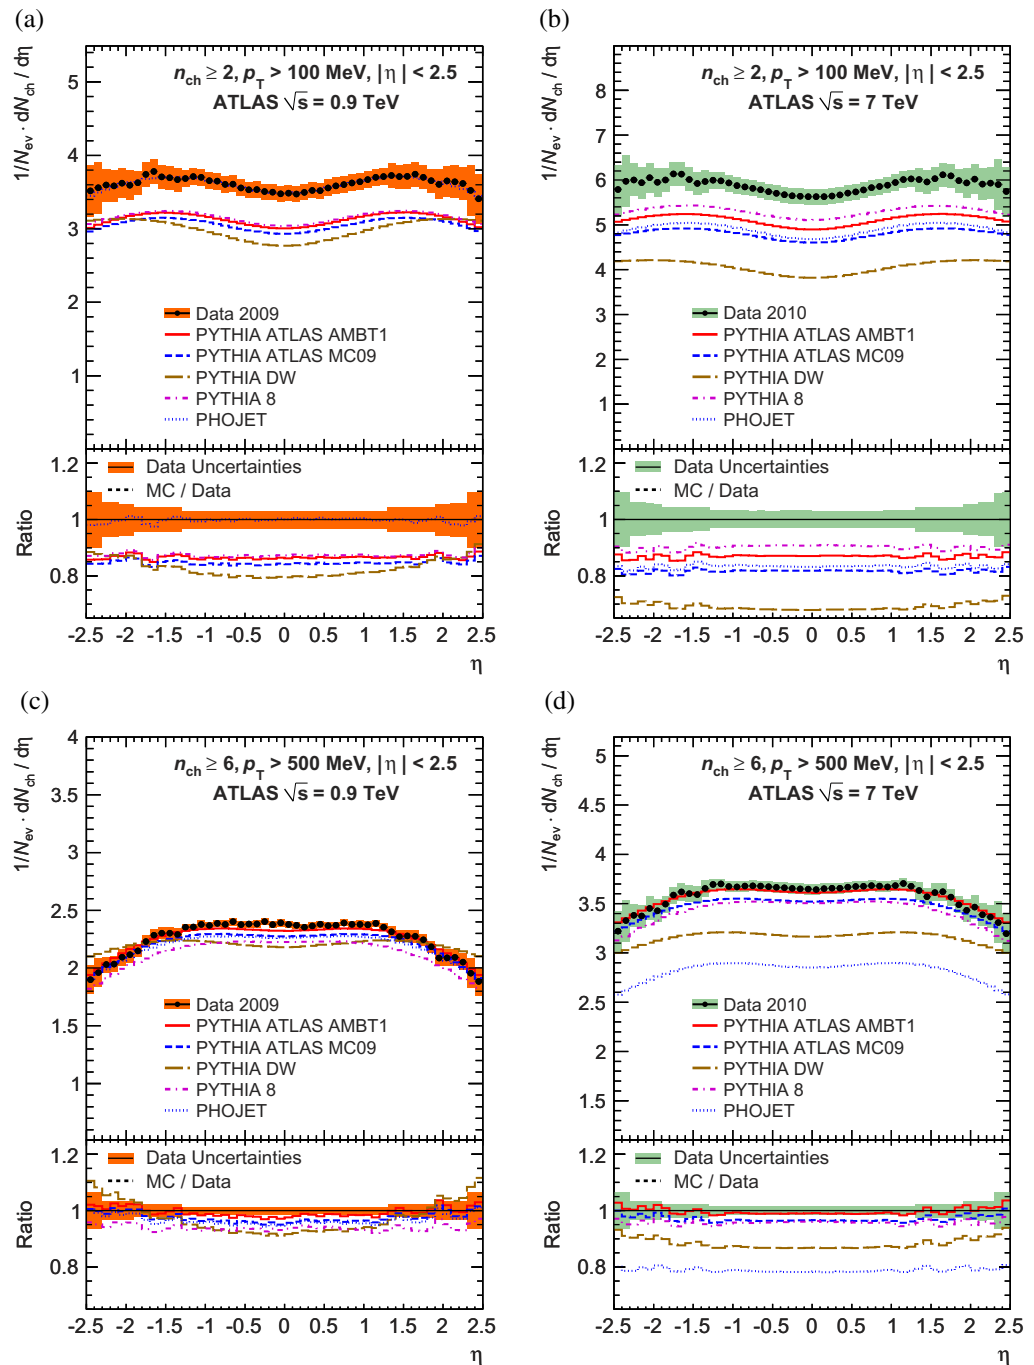 (a)
1/N_ev · dN_ch / dη
n_ch ≥ 2, p_T > 100 MeV, |η| < 2.5
ATLAS √s = 0.9 TeV
5
4
3
2
1
Data 2009
PYTHIA ATLAS AMBT1
PYTHIA ATLAS MC09
PYTHIA DW
PYTHIA 8
PHOJET
Ratio
1.2
1
0.8
Data Uncertainties
MC / Data
-2.5 -2 -1.5 -1 -0.5 0 0.5 1 1.5 2 2.5
η
(b)
1/N_ev · dN_ch / dη
n_ch ≥ 2, p_T > 100 MeV, |η| < 2.5
ATLAS √s = 7 TeV
8
7
6
5
4
3
2
1
Data 2010
PYTHIA ATLAS AMBT1
PYTHIA ATLAS MC09
PYTHIA DW
PYTHIA 8
PHOJET
Ratio
1.2
1
0.8
Data Uncertainties
MC / Data
-2.5 -2 -1.5 -1 -0.5 0 0.5 1 1.5 2 2.5
η
(c)
1/N_ev · dN_ch / dη
n_ch ≥ 6, p_T > 500 MeV, |η| < 2.5
ATLAS √s = 0.9 TeV
4
3.5
3
2.5
2
1.5
1
Data 2009
PYTHIA ATLAS AMBT1
PYTHIA ATLAS MC09
PYTHIA DW
PYTHIA 8
PHOJET
Ratio
1.2
1
0.8
Data Uncertainties
MC / Data
-2.5 -2 -1.5 -1 -0.5 0 0.5 1 1.5 2 2.5
η
(d)
1/N_ev · dN_ch / dη
n_ch ≥ 6, p_T > 500 MeV, |η| < 2.5
ATLAS √s = 7 TeV
5
4.5
4
3.5
3
2.5
2
1.5
Data 2010
PYTHIA ATLAS AMBT1
PYTHIA ATLAS MC09
PYTHIA DW
PYTHIA 8
PHOJET
Ratio
1.2
1
0.8
Data Uncertainties
MC / Data
-2.5 -2 -1.5 -1 -0.5 0 0.5 1 1.5 2 2.5
η